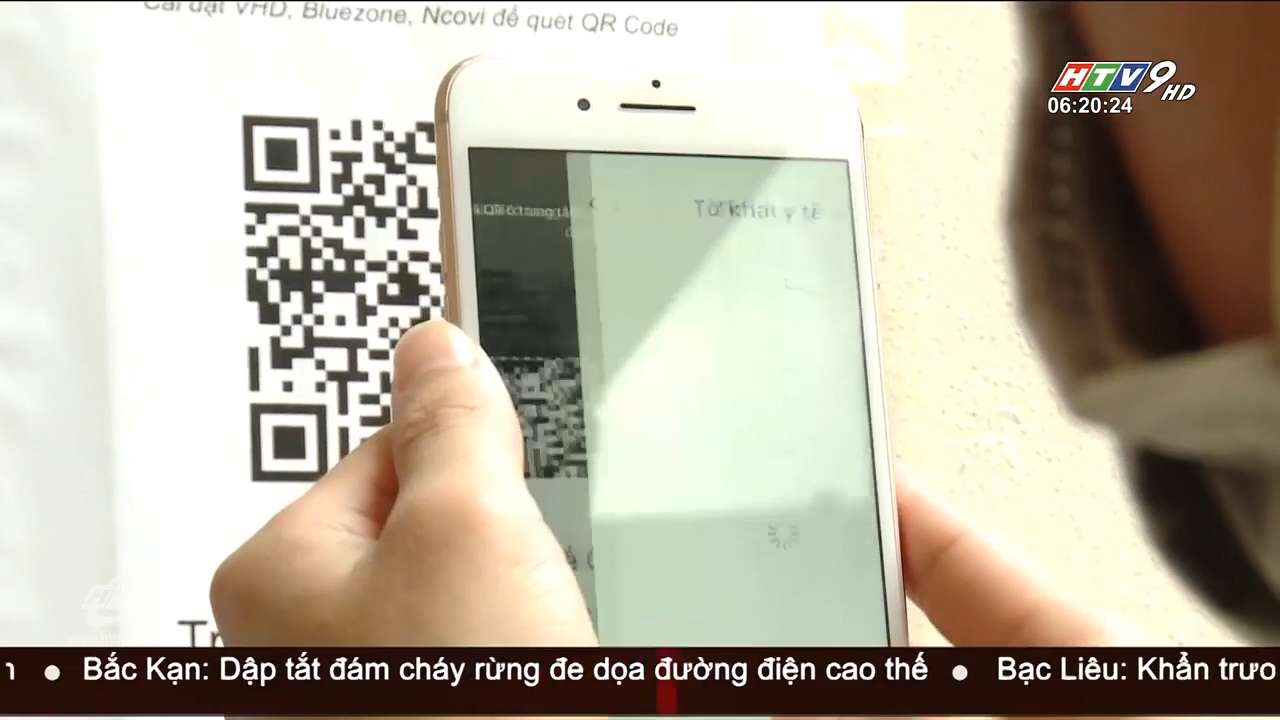 Cài đặt VHD, Bluezone, Ncovi để quét QR Code
HTV9 HD
06:20:24
Tờ khai y tế
Bắc Kạn: Dập tắt đám cháy rừng đe dọa đường điện cao thế
Bạc Liêu: Khẩn trươ